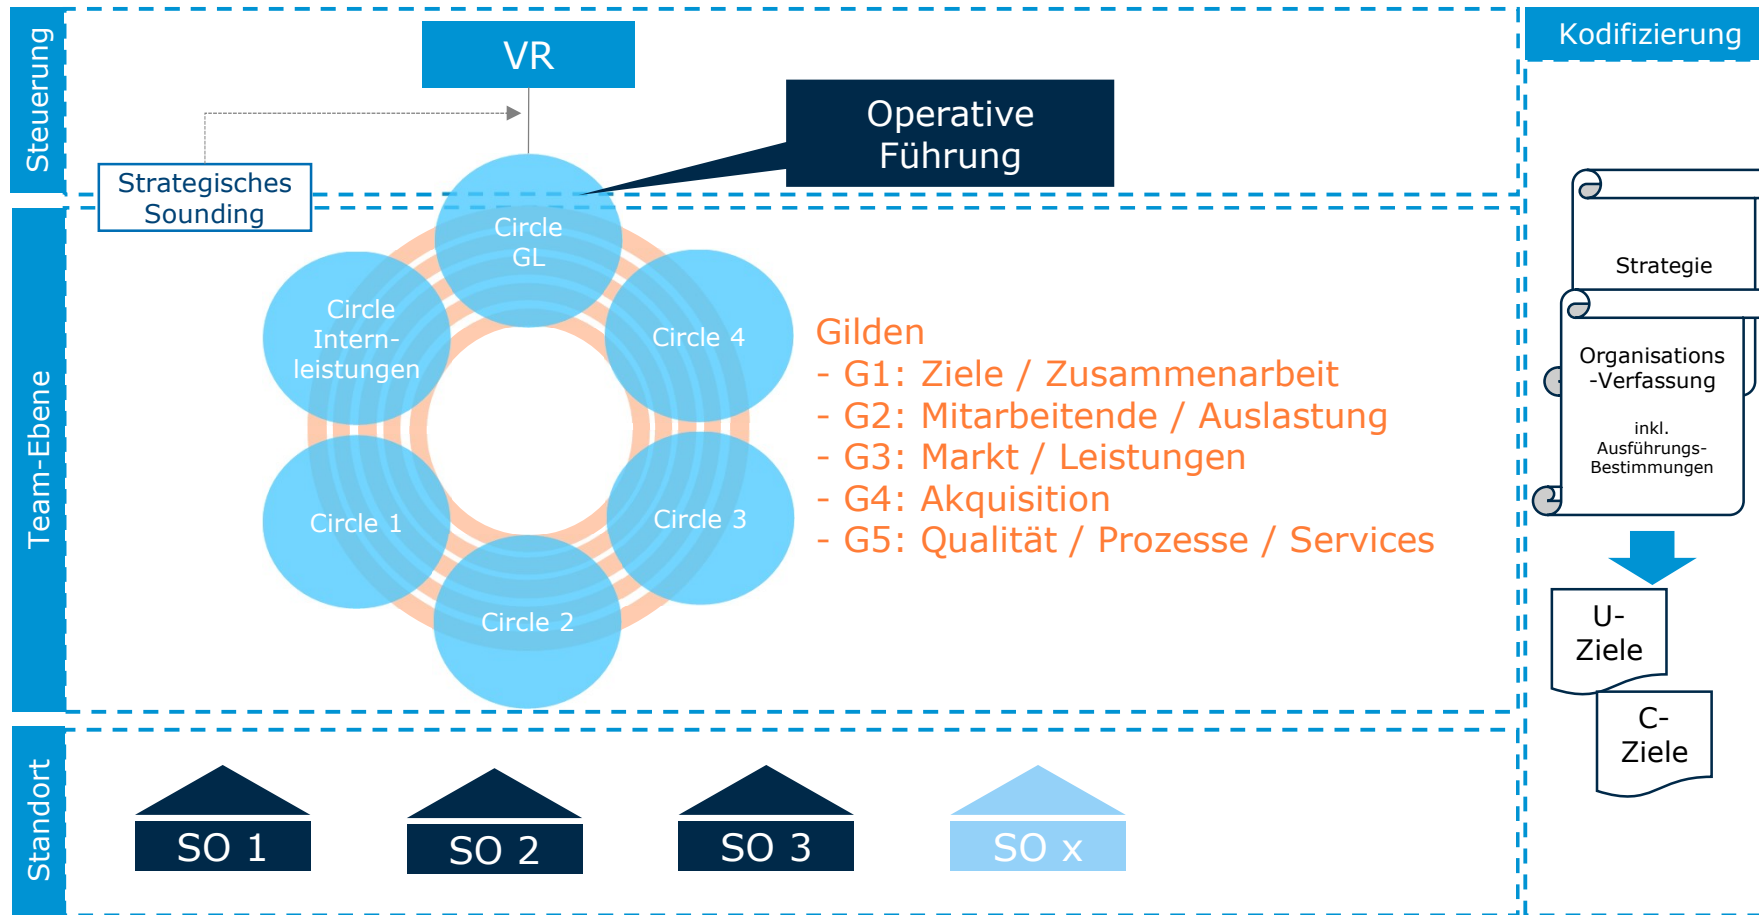 Steuerung
VR
Operative
Führung
Strategisches
Sounding
Team-Ebene
Circle
GL
Circle
Intern-
leistungen
Circle 4
Circle 1
Circle 3
Circle 2
Gilden
- G1: Ziele / Zusammenarbeit
- G2: Mitarbeitende / Auslastung
- G3: Markt / Leistungen
- G4: Akquisition
- G5: Qualität / Prozesse / Services
Standort
SO 1
SO 2
SO 3
SO x
Kodifizierung
Strategie
Organisations
-Verfassung
inkl.
Ausführungs-
Bestimmungen
U-
Ziele
C-
Ziele